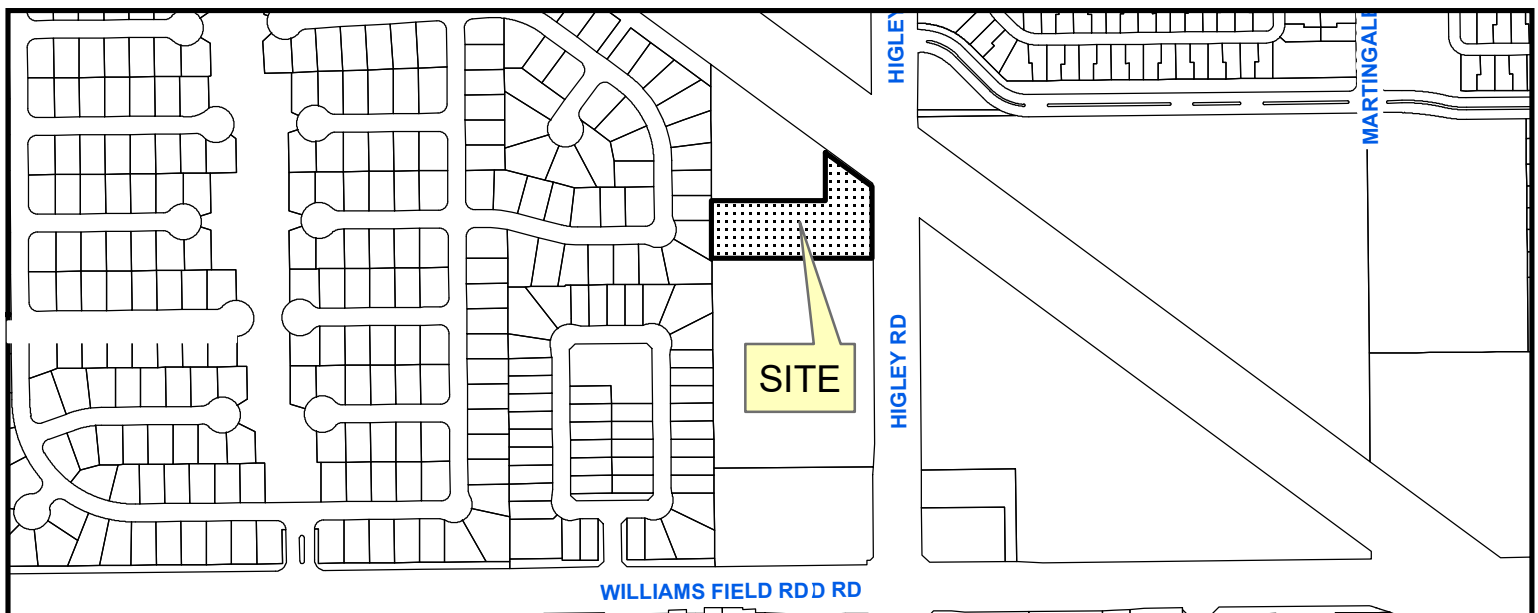 HIGLEY
MARTINGALE
HIGLEY RD
SITE
WILLIAMS FIELD RDD RD